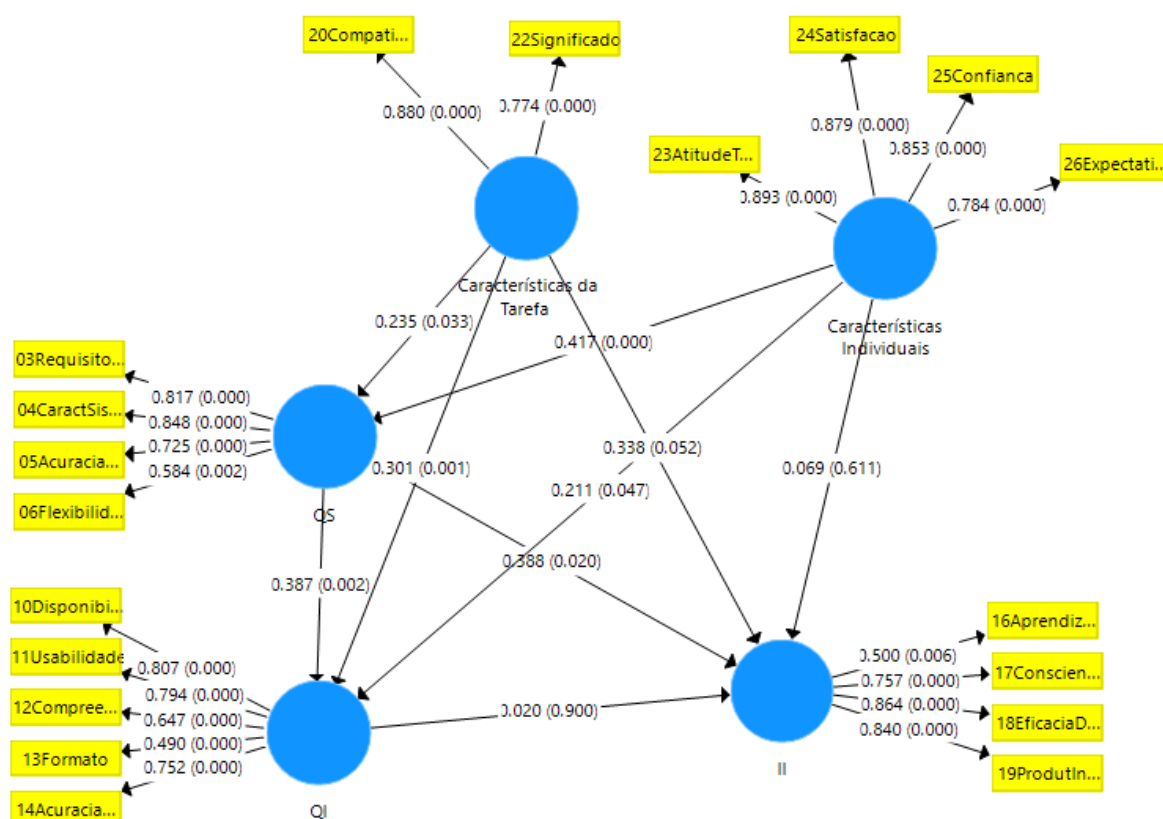 20Compati...
22Significado
24Satisfacao
25Confianca
0.880 (0.000)
0.774 (0.000)
0.879 (0.000)
0.853 (0.000)
23AtitudeT...
26Expectati...
0.893 (0.000)
0.784 (0.000)
Características da
Tarefa
Características
Individuais
0.235 (0.033)
0.417 (0.000)
03Requisito...
04CaractSis...
05Acuracia...
06Flexibilid...
0.817 (0.000)
0.848 (0.000)
0.725 (0.000)
0.584 (0.002)
QS
0.301 (0.001)
0.338 (0.052)
0.211 (0.047)
0.069 (0.611)
0.387 (0.002)
0.388 (0.020)
10Disponibi...
11Usabilidade
12Compree...
13Formato
14Acuracia...
0.807 (0.000)
0.794 (0.000)
0.647 (0.000)
0.490 (0.000)
0.752 (0.000)
QI
0.020 (0.900)
II
0.500 (0.006)
0.757 (0.000)
0.864 (0.000)
0.840 (0.000)
16Aprendiz...
17Conscien...
18EficaciaD...
19ProdutIn...